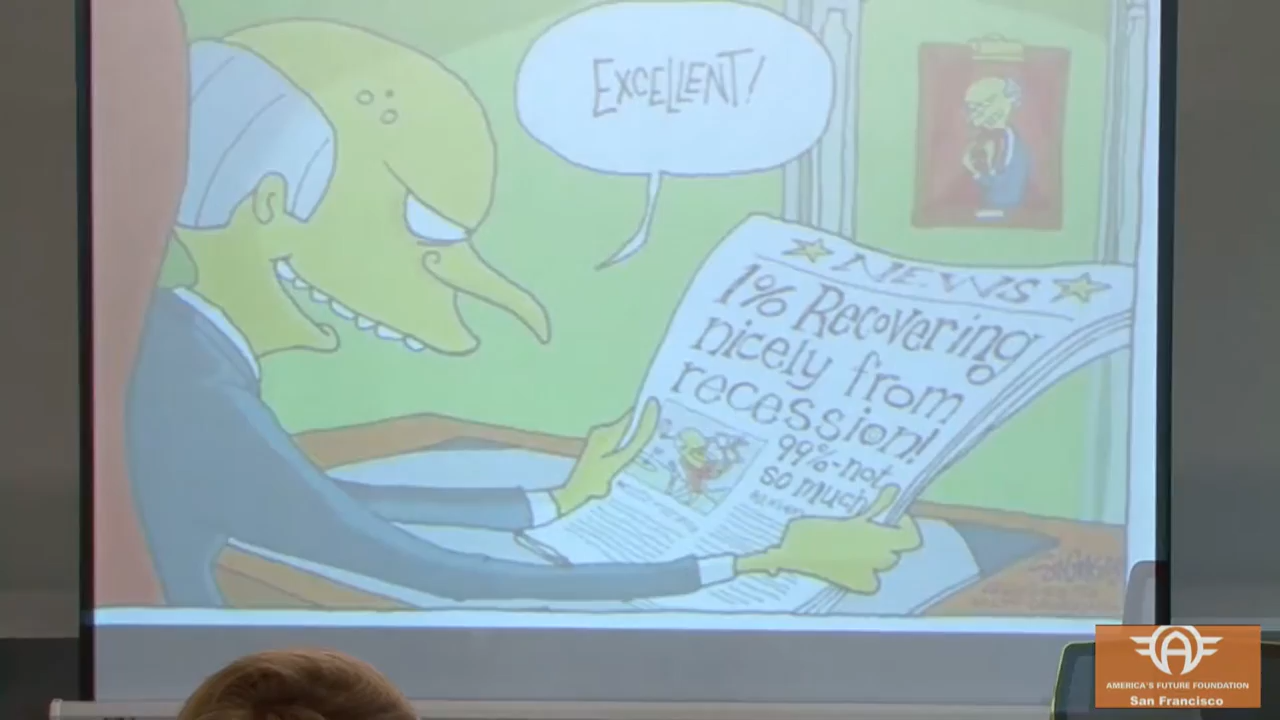 EXCELLENT!
NEWS
1% Recovering
nicely from
recession!
99%-not
so much
AMERICA'S FUTURE FOUNDATION
San Francisco